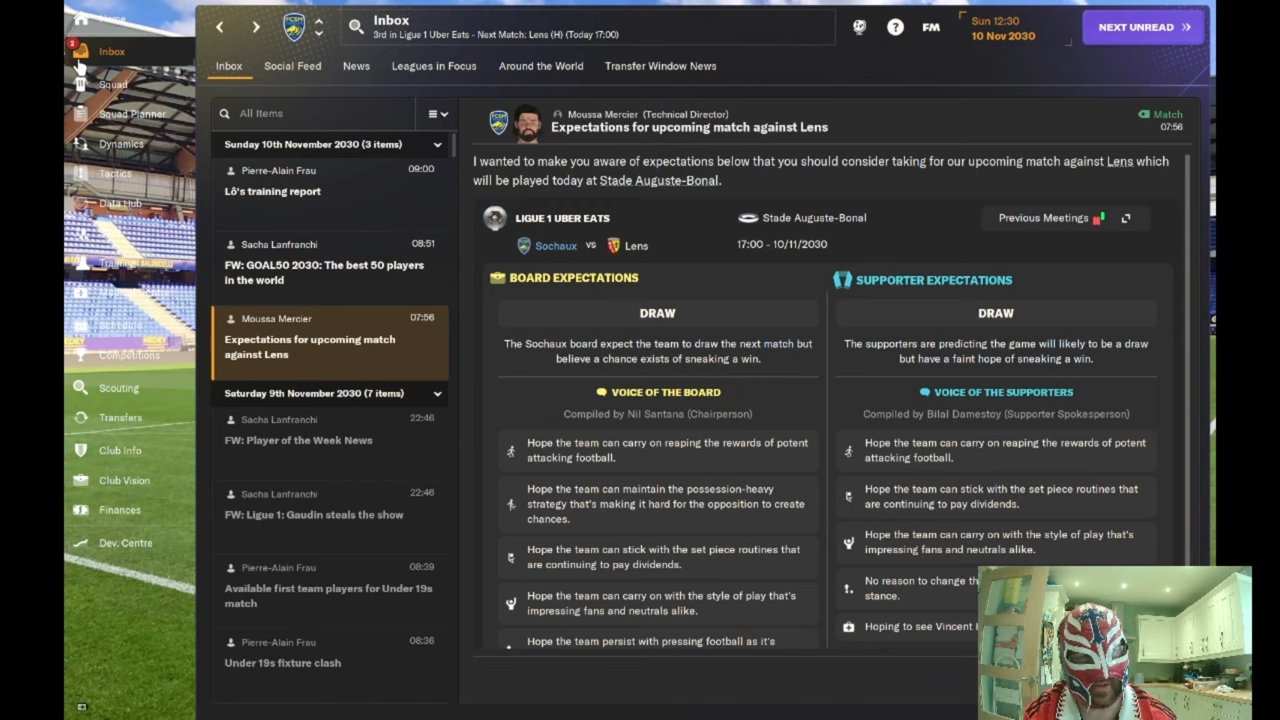 Home
2
Inbox
Squad
Squad Planner
Dynamics
Tactics
Data Hub
Schedule
Competitions
Scouting
Transfers
Club Info
Club Vision
Finances
Dev. Centre
FCSM
Inbox
3rd in Ligue 1 Uber Eats - Next Match: Lens (H) (Today 17:00)
?
FM
Sun 12:30
10 Nov 2030
NEXT UNREAD
Inbox
Social Feed
News
Leagues in Focus
Around the World
Transfer Window News
All Items
Sunday 10th November 2030 (3 items)
Pierre-Alain Frau
09:00
Lô's training report
Sacha Lanfranchi
08:51
FW: GOAL50 2030: The best 50 players
in the world
Moussa Mercier
07:56
Expectations for upcoming match
against Lens
Saturday 9th November 2030 (7 items)
Sacha Lanfranchi
22:46
FW: Player of the Week News
Sacha Lanfranchi
22:46
FW: Ligue 1: Gaudin steals the show
Pierre-Alain Frau
08:39
Available first team players for Under 19s
match
Pierre-Alain Frau
08:36
Under 19s fixture clash
Moussa Mercier (Technical Director)
Expectations for upcoming match against Lens
Match
07:56
I wanted to make you aware of expectations below that you should consider taking for our upcoming match against Lens which
will be played today at Stade Auguste-Bonal.
LIGUE 1 UBER EATS
Stade Auguste-Bonal
Previous Meetings
Sochaux vs Lens
17:00 - 10/11/2030
BOARD EXPECTATIONS
DRAW
The Sochaux board expect the team to draw the next match but
believe a chance exists of sneaking a win.
VOICE OF THE BOARD
Compiled by Nil Santana (Chairperson)
Hope the team can carry on reaping the rewards of potent
attacking football.
Hope the team can maintain the possession-heavy
strategy that's making it hard for the opposition to create
chances.
Hope the team can stick with the set piece routines that
are continuing to pay dividends.
Hope the team can carry on with the style of play that's
impressing fans and neutrals alike.
Hope the team persist with pressing football as it's
SUPPORTER EXPECTATIONS
DRAW
The supporters are predicting the game will likely to be a draw
but have a faint hope of sneaking a win.
VOICE OF THE SUPPORTERS
Compiled by Bilal Damestoy (Supporter Spokesperson)
Hope the team can carry on reaping the rewards of potent
attacking football.
Hope the team can stick with the set piece routines that
are continuing to pay dividends.
Hope the team can carry on with the style of play that's
impressing fans and neutrals alike.
No reason to change th
stance.
Hoping to see Vincent